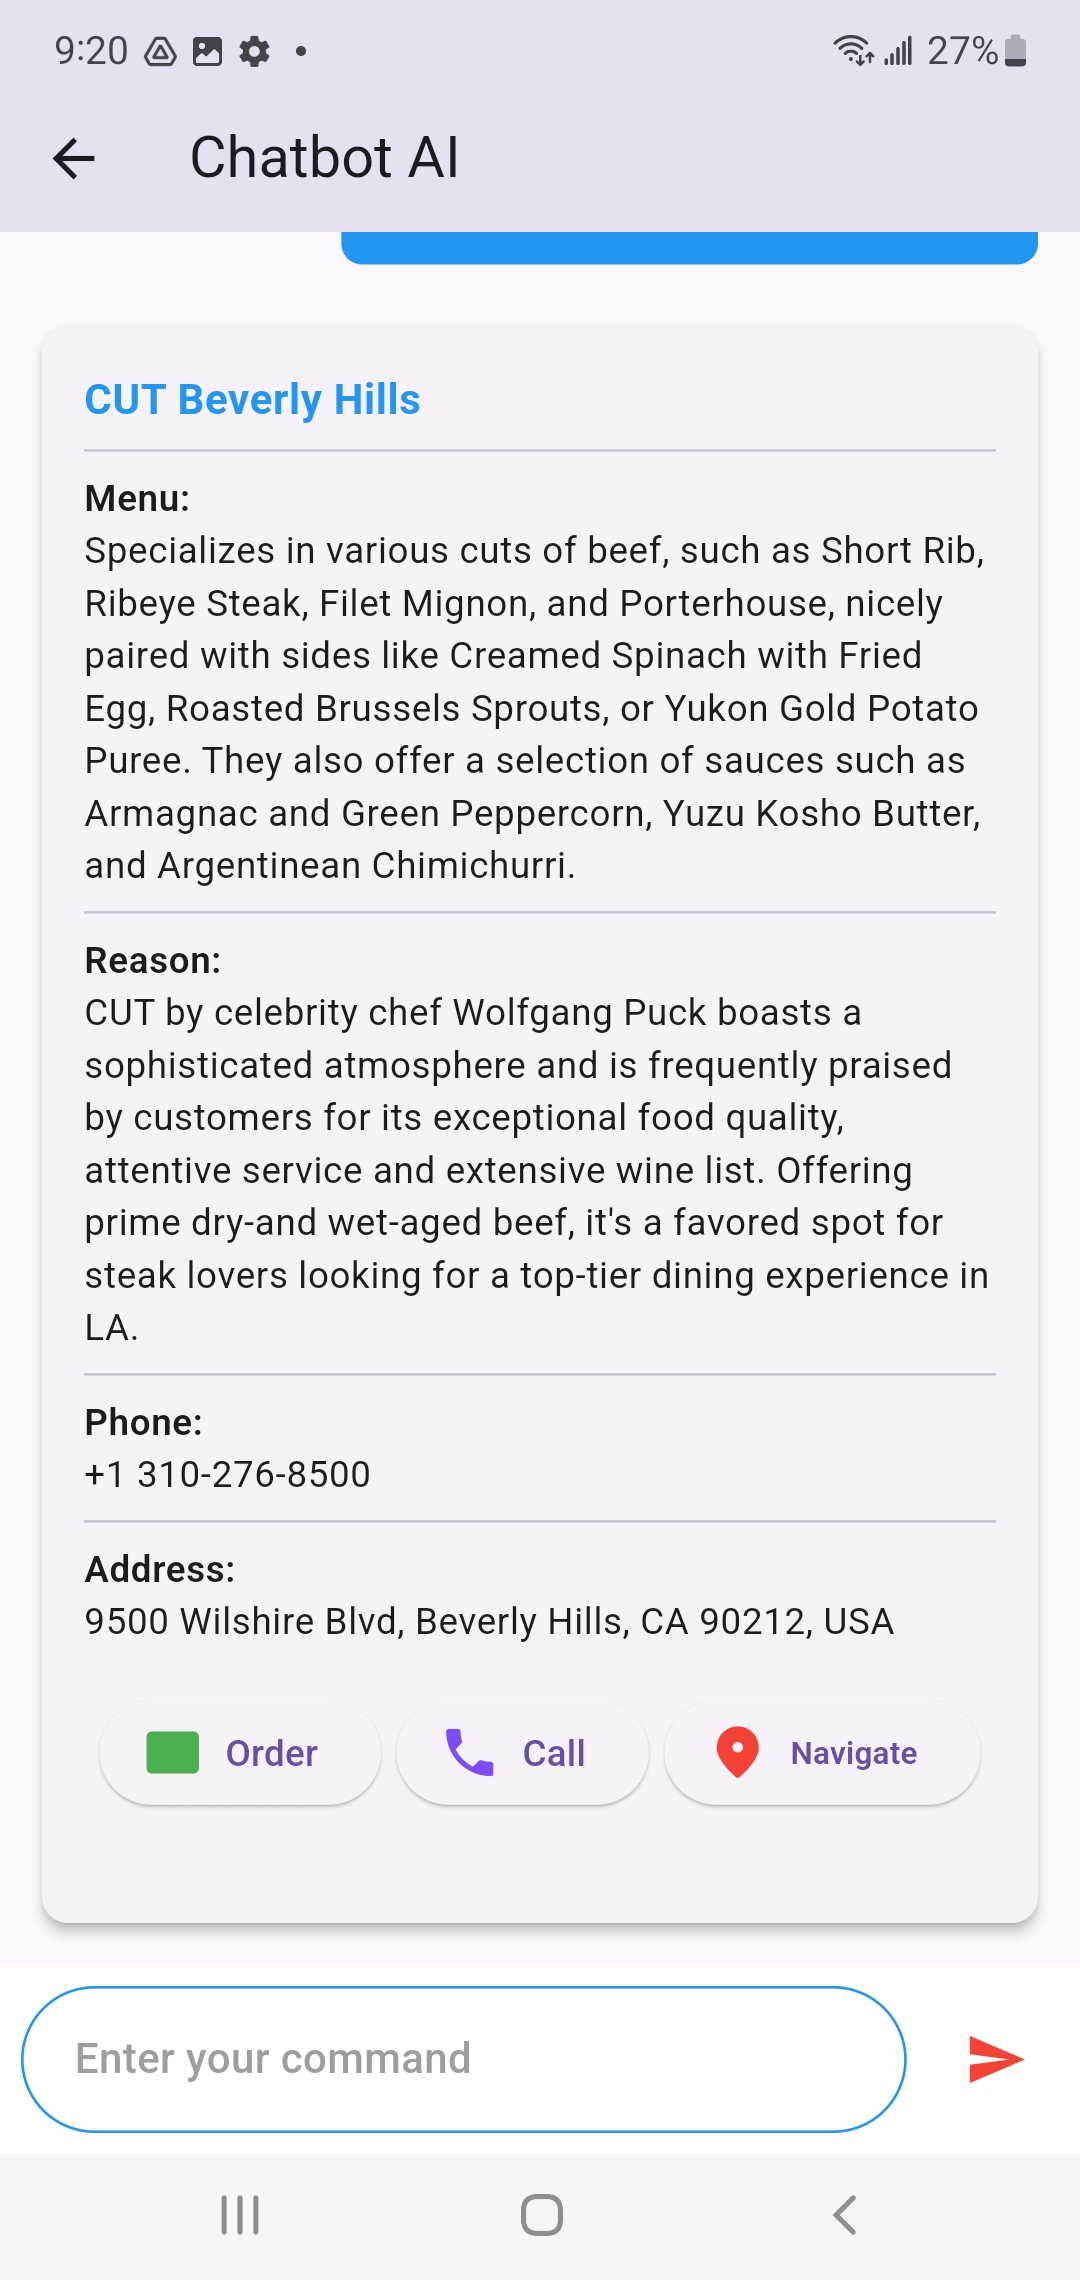 9:20
27%
Chatbot AI
CUT Beverly Hills
Menu:
Specializes in various cuts of beef, such as Short Rib,
Ribeye Steak, Filet Mignon, and Porterhouse, nicely
paired with sides like Creamed Spinach with Fried
Egg, Roasted Brussels Sprouts, or Yukon Gold Potato
Puree. They also offer a selection of sauces such as
Armagnac and Green Peppercorn, Yuzu Kosho Butter,
and Argentinean Chimichurri.
Reason:
CUT by celebrity chef Wolfgang Puck boasts a
sophisticated atmosphere and is frequently praised
by customers for its exceptional food quality,
attentive service and extensive wine list. Offering
prime dry-and wet-aged beef, it's a favored spot for
steak lovers looking for a top-tier dining experience in
LA.
Phone:
+1 310-276-8500
Address:
9500 Wilshire Blvd, Beverly Hills, CA 90212, USA
Order
Call
Navigate
Enter your command